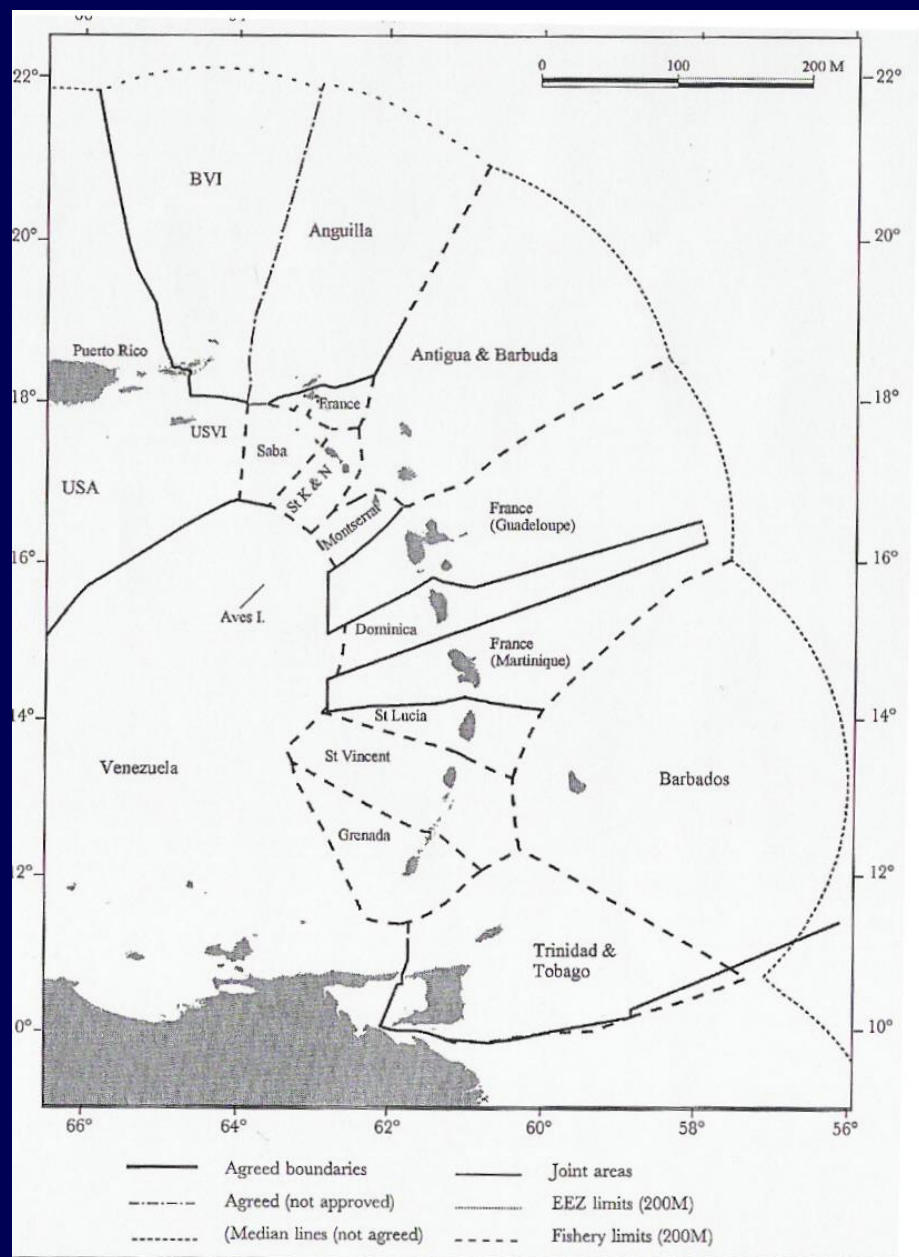 0 100 200 M
22° 22°
BVI
20° Anguilla 20°
Puerto Rico Antigua & Barbuda
18° France 18°
USVI Saba
USA St K & N France
(Guadeloupe)
Montserrat
16° 16°
Aves I.
Dominica France
(Martinique)
14° St Lucia 14°
St Vincent
Venezuela Barbados
Grenada
12° 12°
Trinidad &
Tobago
0° 10°
66° 64° 62° 60° 58° 56°
Agreed boundaries Joint areas
Agreed (not approved) EEZ limits (200M)
(Median lines (not agreed) Fishery limits (200M)